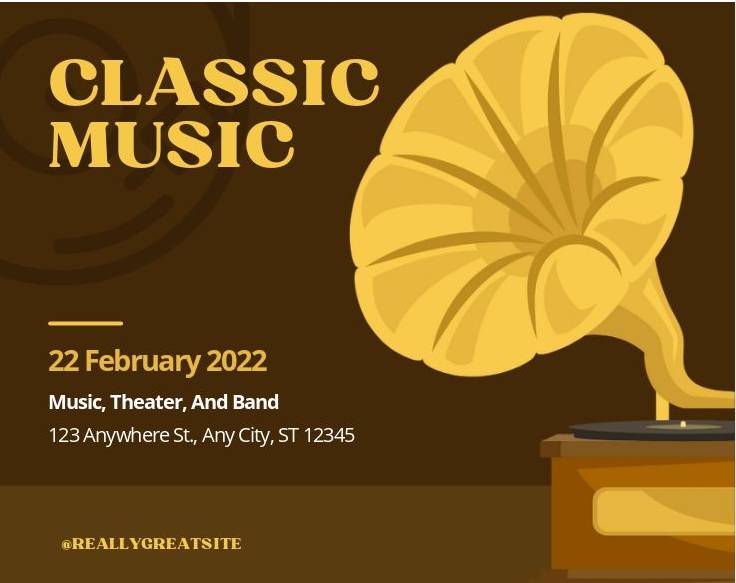 CLASSIC
MUSIC
22 February 2022
Music, Theater, And Band
123 Anywhere St., Any City, ST 12345
@REALLYGREATSITE